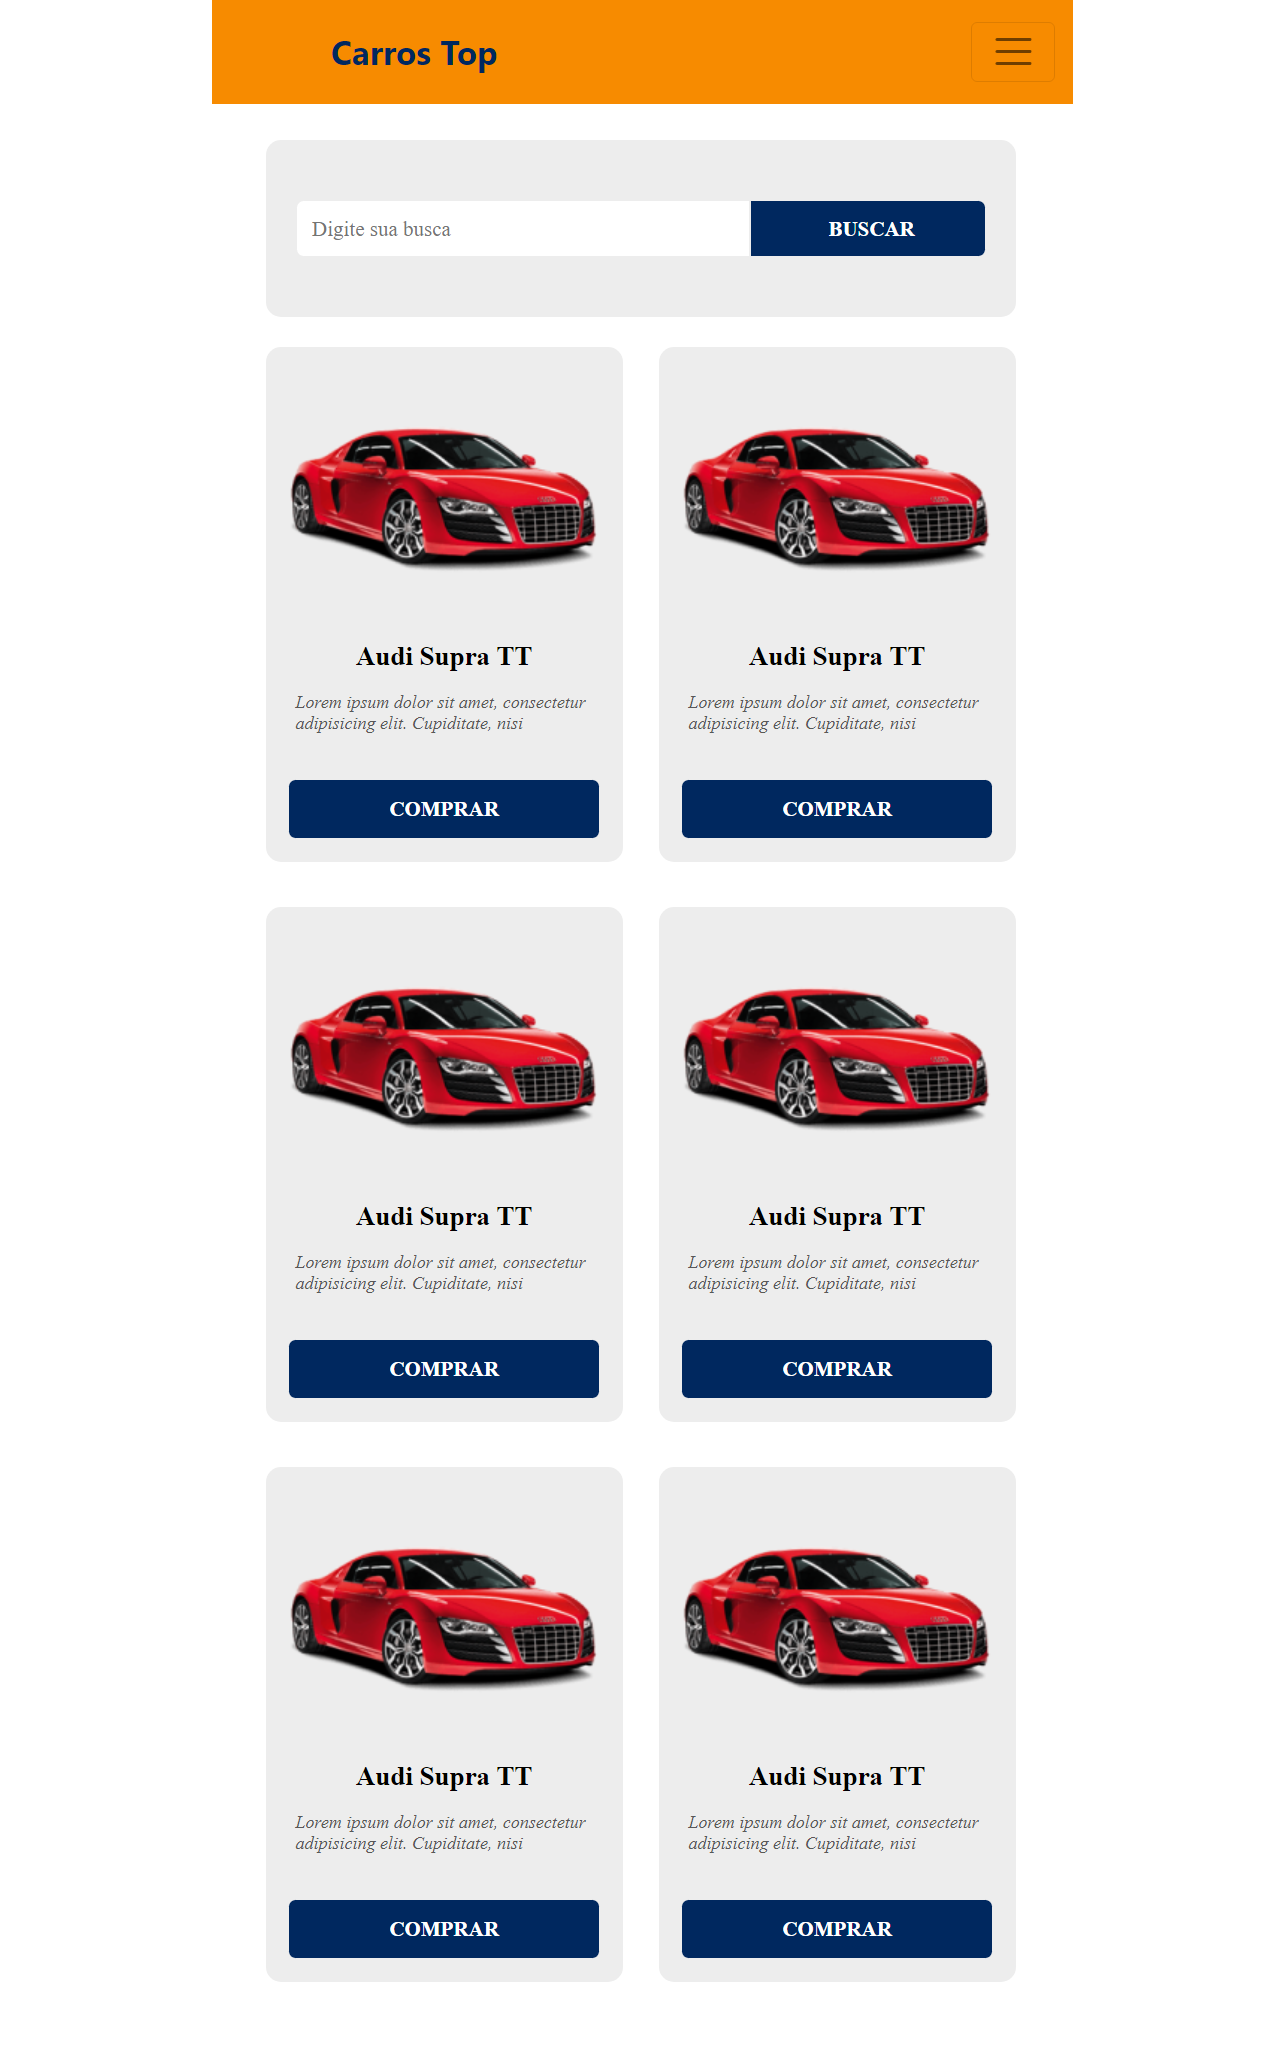 Carros Top
Digite sua busca
BUSCAR
Audi Supra TT
Lorem ipsum dolor sit amet, consectetur
adipisicing elit. Cupiditate, nisi
COMPRAR
Audi Supra TT
Lorem ipsum dolor sit amet, consectetur
adipisicing elit. Cupiditate, nisi
COMPRAR
Audi Supra TT
Lorem ipsum dolor sit amet, consectetur
adipisicing elit. Cupiditate, nisi
COMPRAR
Audi Supra TT
Lorem ipsum dolor sit amet, consectetur
adipisicing elit. Cupiditate, nisi
COMPRAR
Audi Supra TT
Lorem ipsum dolor sit amet, consectetur
adipisicing elit. Cupiditate, nisi
COMPRAR
Audi Supra TT
Lorem ipsum dolor sit amet, consectetur
adipisicing elit. Cupiditate, nisi
COMPRAR